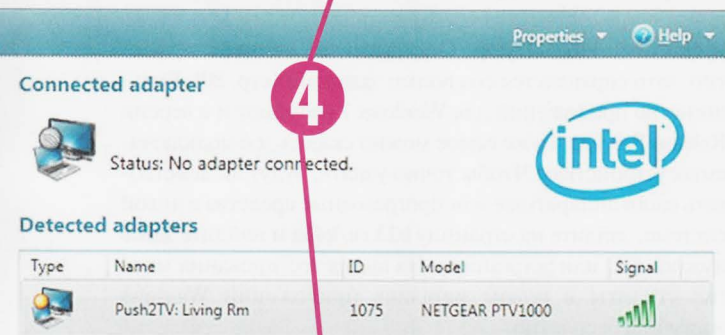 Properties Help
Connected adapter
4
Status: No adapter connected.
intel
Detected adapters
Type Name ID Model Signal
Push2TV: Living Rm 1075 NETGEAR PTV1000